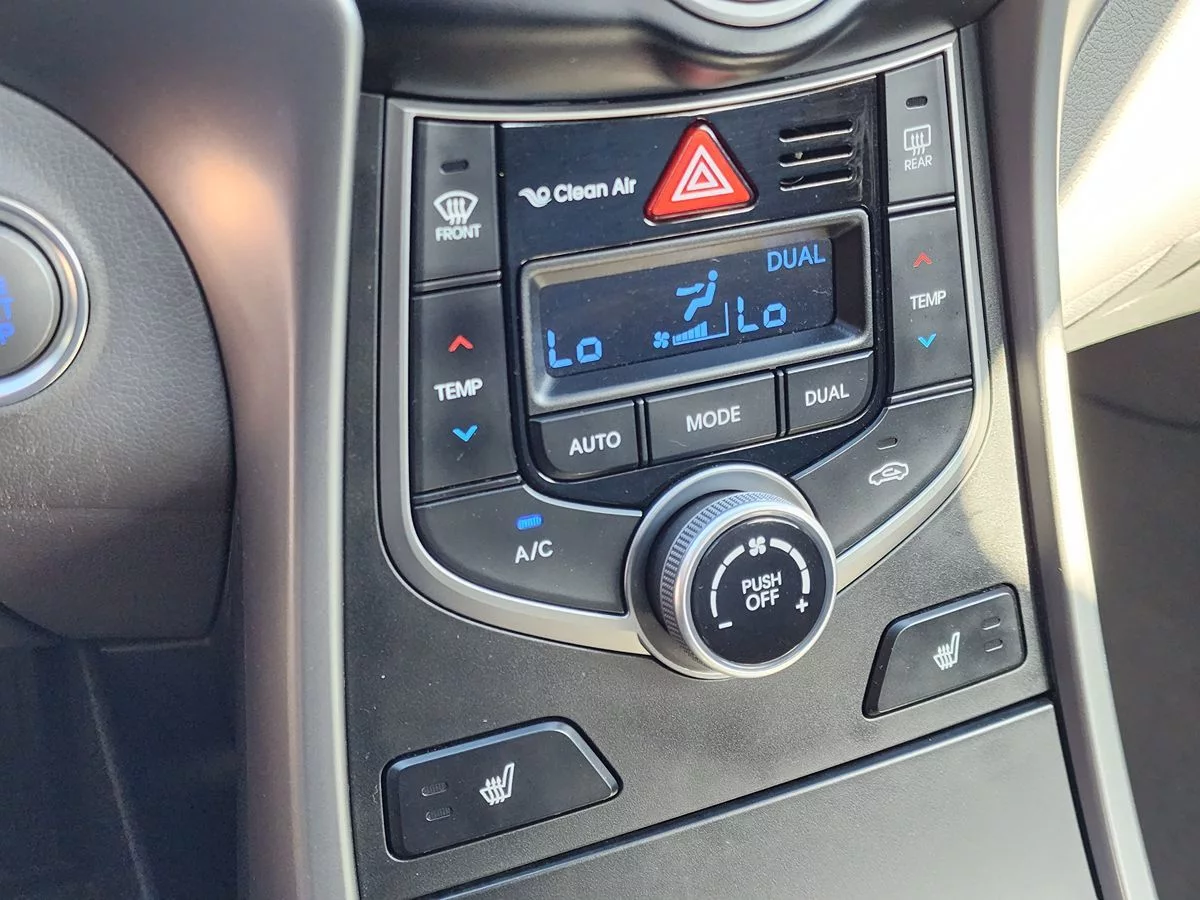 Clean Air
REAR
FRONT
DUAL
Lo
Lo
TEMP
TEMP
AUTO
MODE
DUAL
A/C
PUSH
OFF
-
+